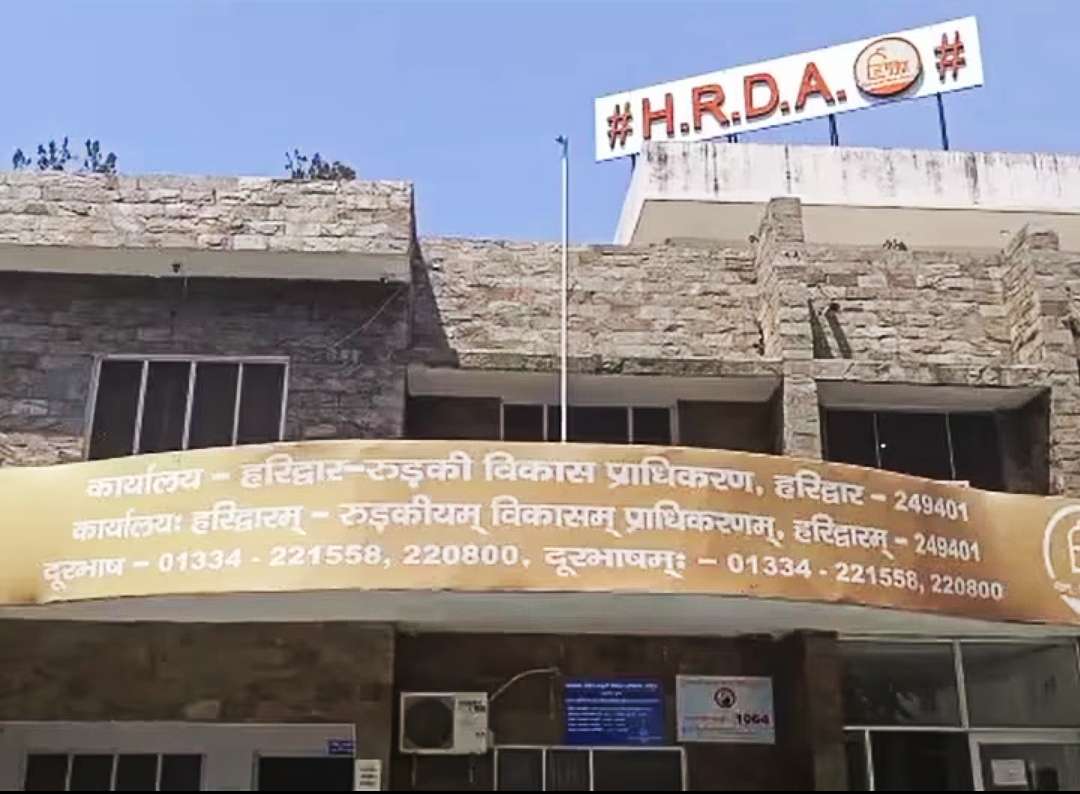 #H.R.D.A. #
कार्यालय - हरिद्वार-रुड़की विकास प्राधिकरण, हरिद्वार - 249401
कार्यालयः हरिद्वारम् - रुड़कीयम् विकासम् प्राधिकरणम्, हरिद्वारम् - 249401
दूरभाष - 01334 - 221558, 220800, दूरभाषम्ः - 01334 - 221558, 220800
1064